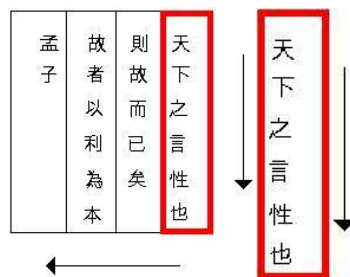 天下之言性也
則故而已矣
故者以利為本
孟子
天下之言性也